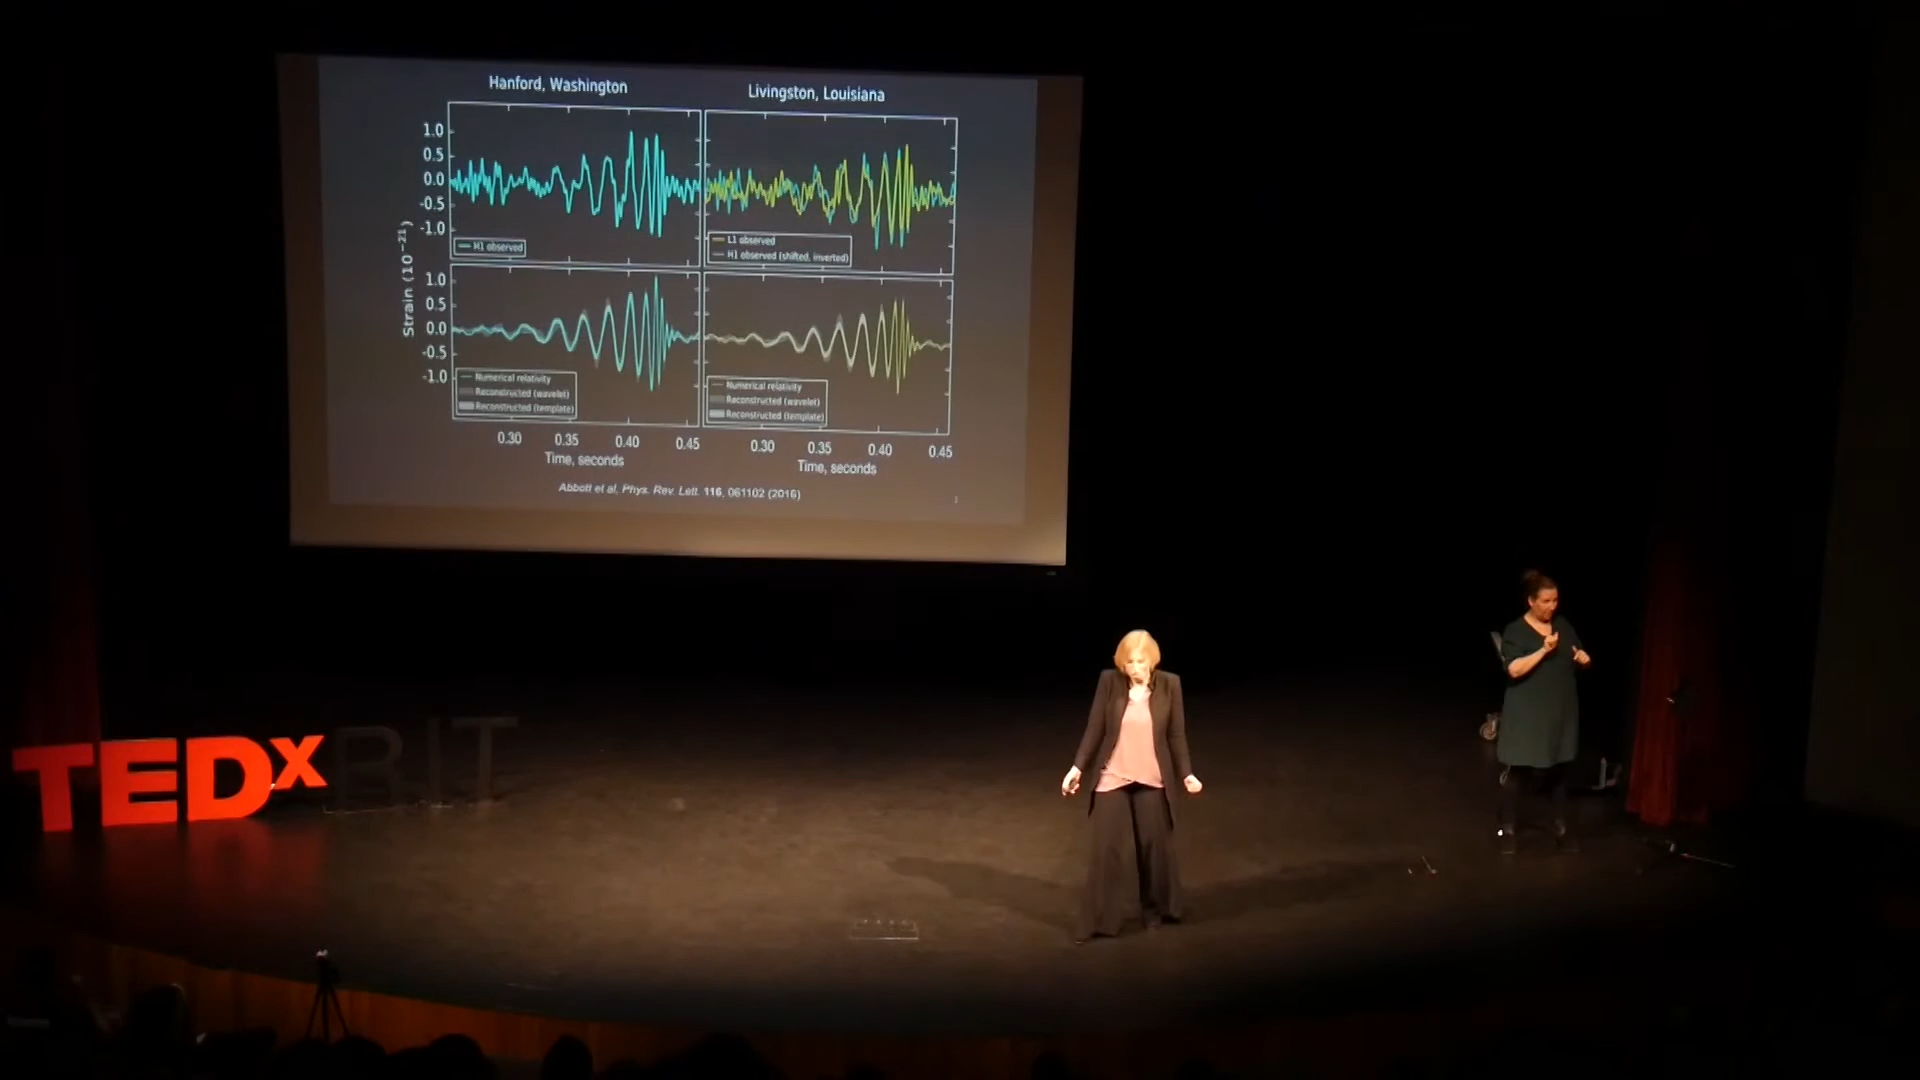 Hanford, Washington
Livingston, Louisiana
Strain (10⁻²¹)
1.0
0.5
0.0
-0.5
-1.0
H1 observed
L1 observed
H1 observed (shifted, inverted)
1.0
0.5
0.0
-0.5
-1.0
Numerical relativity
Reconstructed (wavelet)
Reconstructed (template)
Numerical relativity
Reconstructed (wavelet)
Reconstructed (template)
0.30 0.35 0.40 0.45
Time, seconds
0.30 0.35 0.40 0.45
Time, seconds
Abbott et al, Phys. Rev. Lett. 116, 061102 (2016)
TEDxRIT